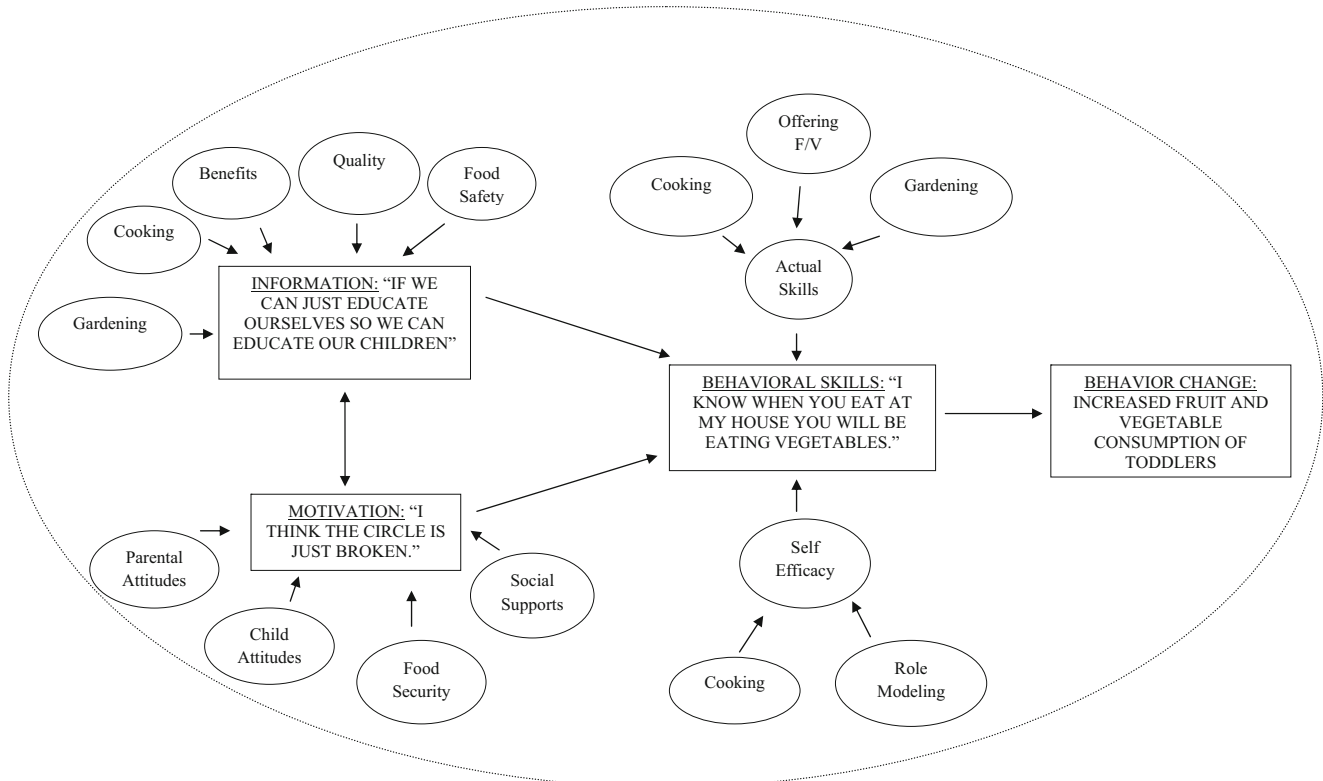 Offering
F/V
Quality
Benefits
Food
Safety
Cooking
Gardening
Cooking
Actual
Skills
INFORMATION: “IF WE
CAN JUST EDUCATE
OURSELVES SO WE CAN
EDUCATE OUR CHILDREN”
Gardening
BEHAVIORAL SKILLS: “I
KNOW WHEN YOU EAT AT
MY HOUSE YOU WILL BE
EATING VEGETABLES.”
BEHAVIOR CHANGE:
INCREASED FRUIT AND
VEGETABLE
CONSUMPTION OF
TODDLERS
MOTIVATION: “I
THINK THE CIRCLE IS
JUST BROKEN.”
Parental
Attitudes
Child
Attitudes
Food
Security
Social
Supports
Self
Efficacy
Cooking
Role
Modeling